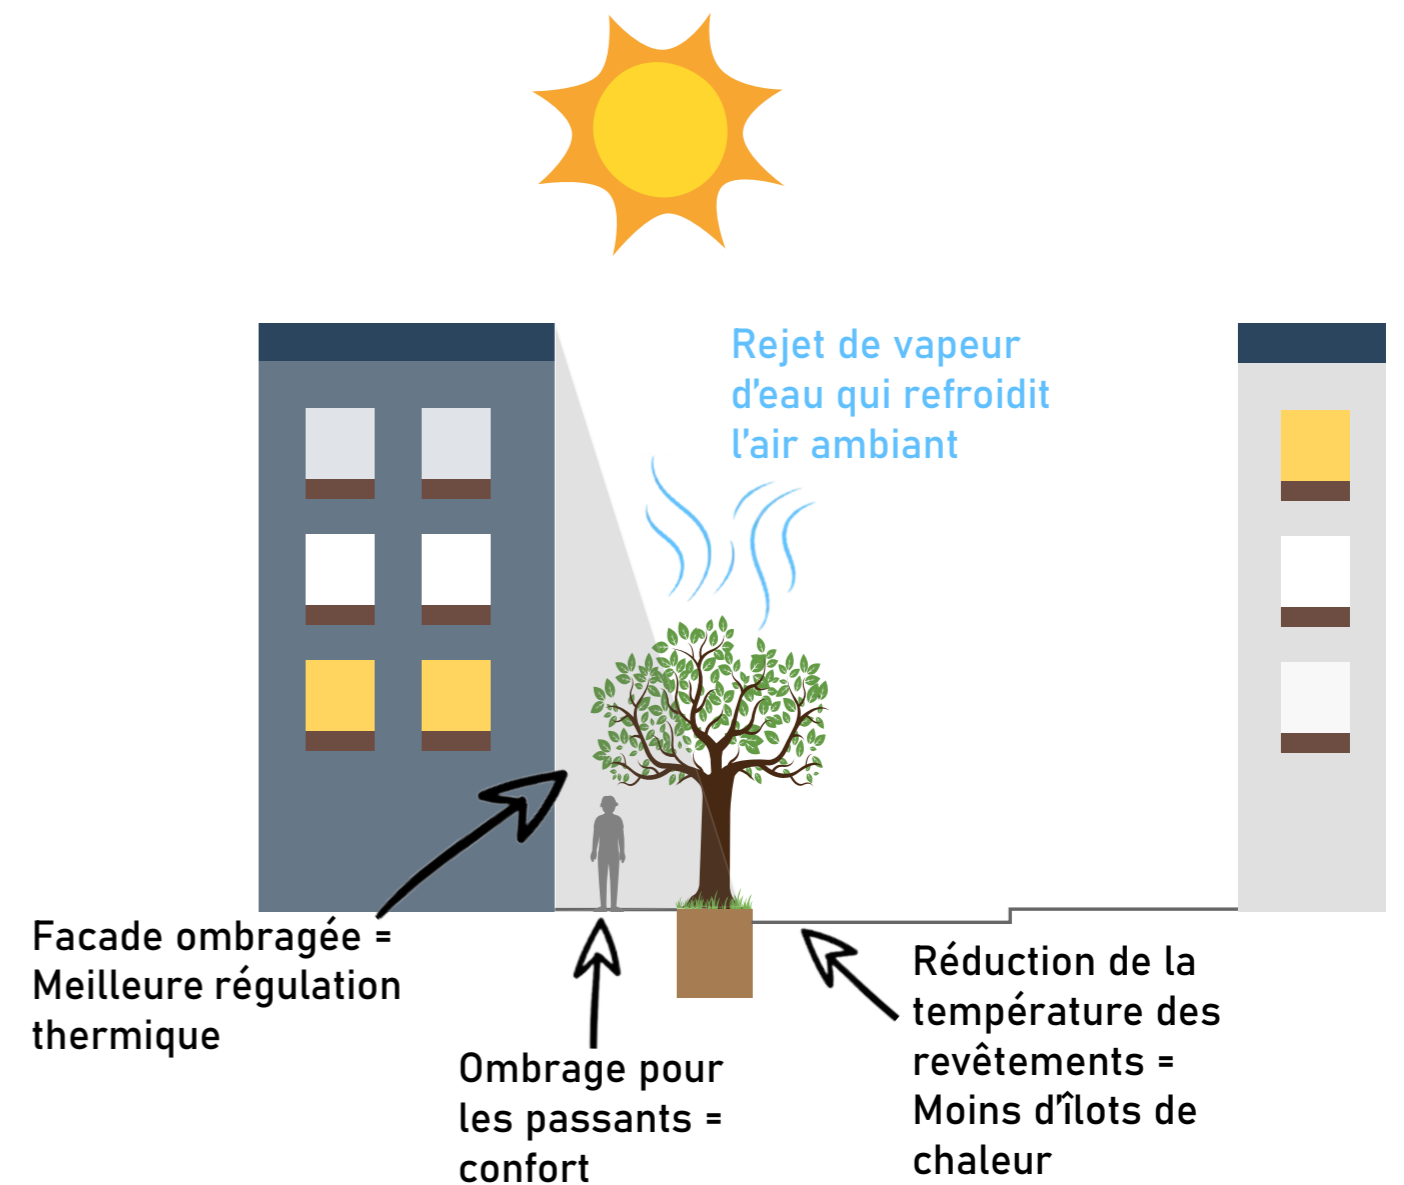 Rejet de vapeur
d'eau qui refroidit
l'air ambiant
Facade ombragée =
Meilleure régulation
thermique
Ombrage pour
les passants =
confort
Réduction de la
température des
revêtements =
Moins d'îlots de
chaleur